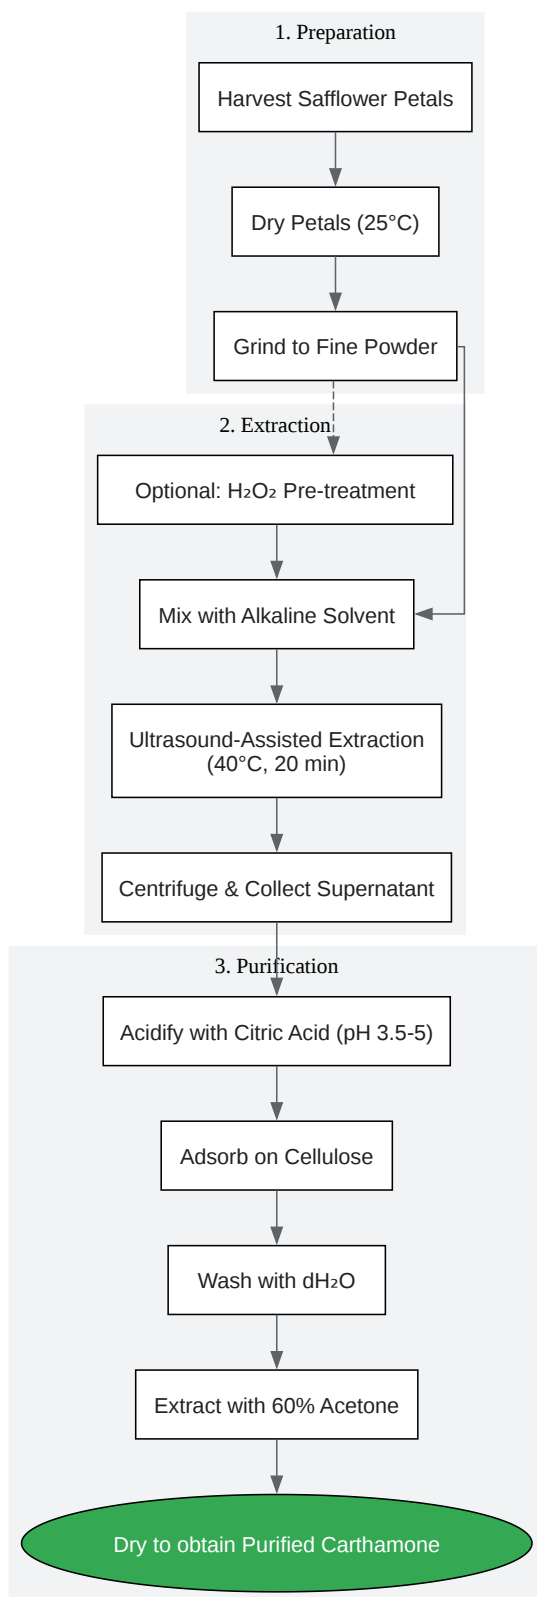 1. Preparation
Harvest Safflower Petals
Dry Petals (25°C)
Grind to Fine Powder
2. Extraction
Optional: H₂O₂ Pre-treatment
Mix with Alkaline Solvent
Ultrasound-Assisted Extraction
(40°C, 20 min)
Centrifuge & Collect Supernatant
3. Purification
Acidify with Citric Acid (pH 3.5-5)
Adsorb on Cellulose
Wash with dH₂O
Extract with 60% Acetone
Dry to obtain Purified Carthamone